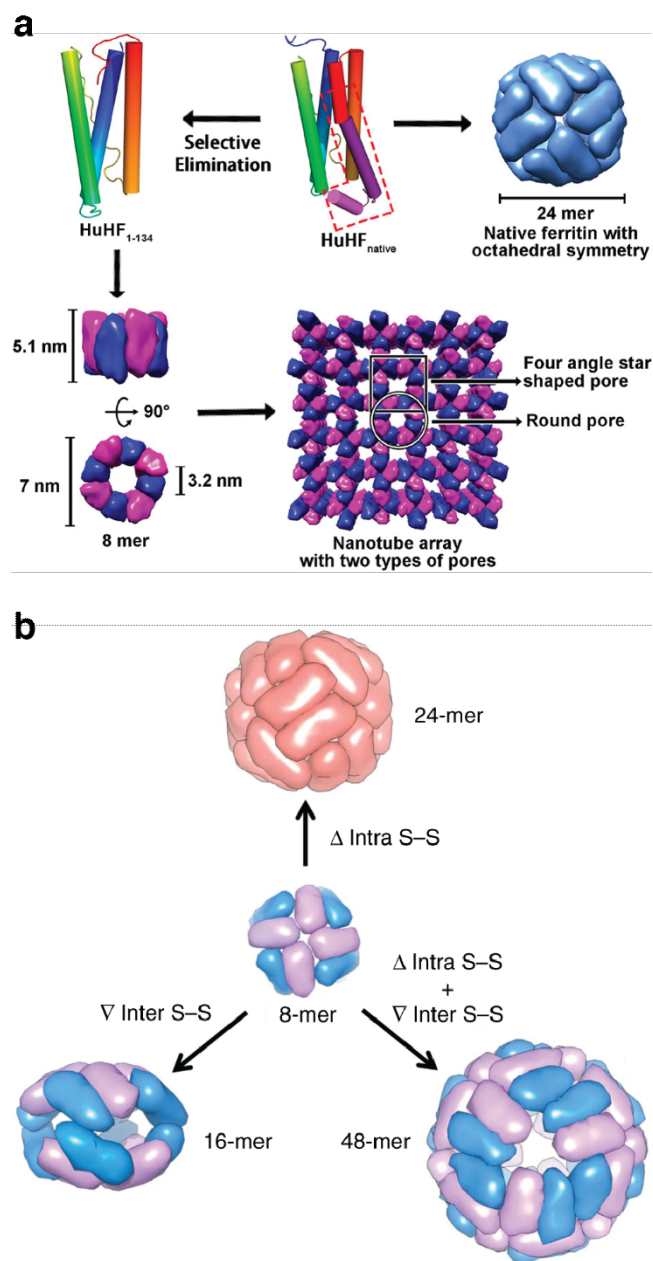 a
Selective
Elimination
HuHF1-134
HuHFnative
24 mer
Native ferritin with
octahedral symmetry
5.1 nm
90°
7 nm
3.2 nm
8 mer
Four angle star
shaped pore
Round pore
Nanotube array
with two types of pores
b
24-mer
Δ Intra S–S
8-mer
∇ Inter S–S
Δ Intra S–S
+
∇ Inter S–S
16-mer
48-mer